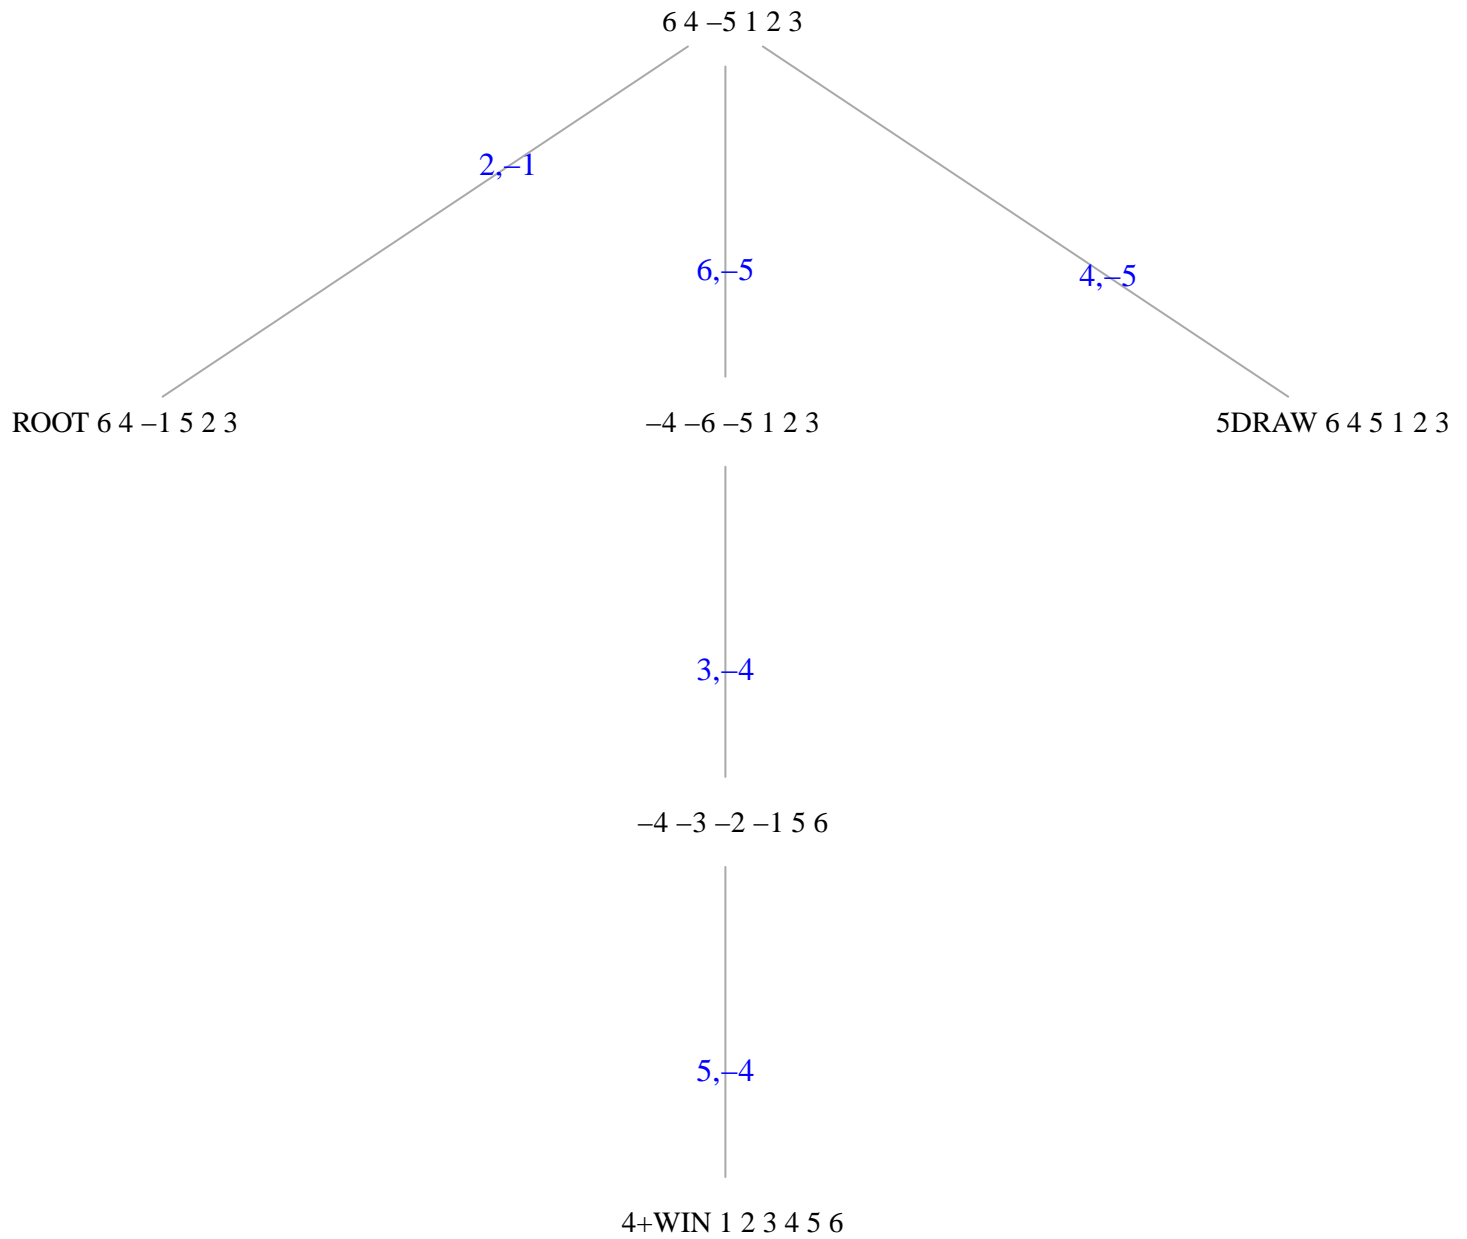 6 4 –5 1 2 3
2,–1
6,–5
4,–5
ROOT 6 4 –1 5 2 3
–4 –6 –5 1 2 3
5DRAW 6 4 5 1 2 3
3,–4
–4 –3 –2 –1 5 6
5,–4
4+WIN 1 2 3 4 5 6